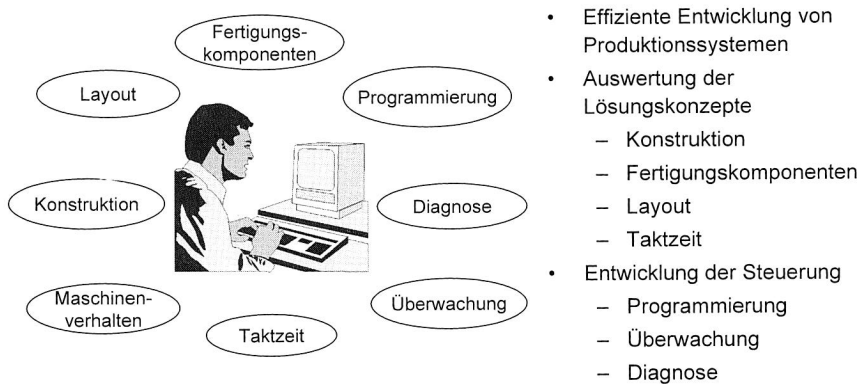 Fertigungs-
komponenten
Layout
Programmierung
Konstruktion
Diagnose
Maschinen-
verhalten
Überwachung
Taktzeit
• Effiziente Entwicklung von
Produktionssystemen
• Auswertung der
Lösungskonzepte
– Konstruktion
– Fertigungskomponenten
– Layout
– Taktzeit
• Entwicklung der Steuerung
– Programmierung
– Überwachung
– Diagnose